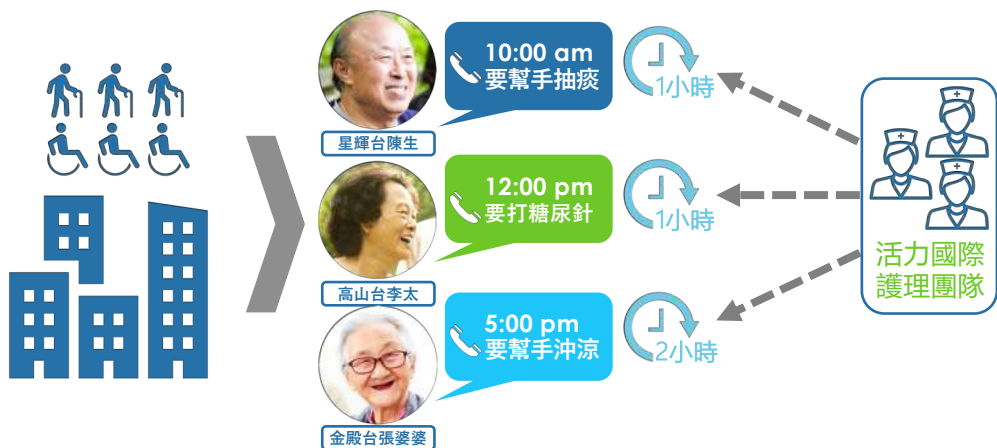 10:00 am
要幫手抽痰
1小時
星輝台陳生
12:00 pm
要打糖尿針
1小時
高山台李太
5:00 pm
要幫手沖涼
2小時
金殿台張婆婆
活力國際
護理團隊